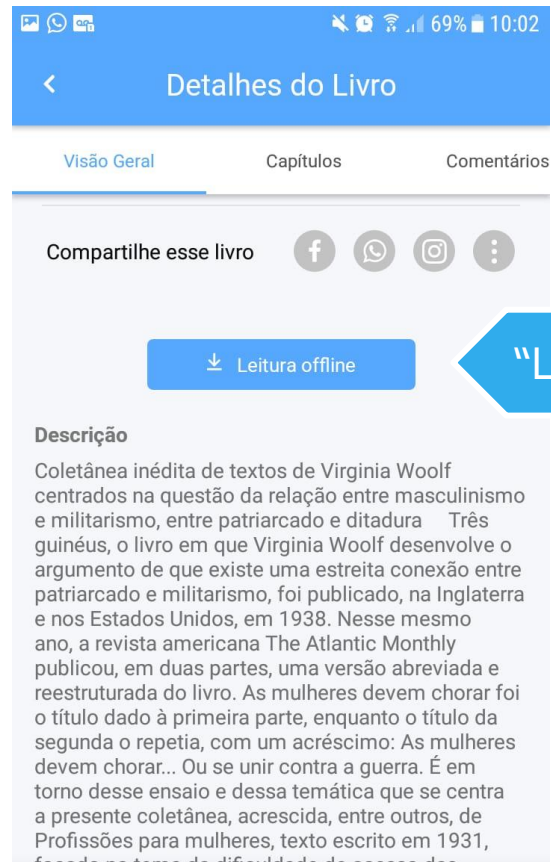 69% 10:02
Detalhes do Livro
Visão Geral Capítulos Comentários
Compartilhe esse livro
Leitura offline
“L
Descrição
Coletânea inédita de textos de Virginia Woolf
centrados na questão da relação entre masculinismo
e militarismo, entre patriarcado e ditadura Três
guinéus, o livro em que Virginia Woolf desenvolve o
argumento de que existe uma estreita conexão entre
patriarcado e militarismo, foi publicado, na Inglaterra
e nos Estados Unidos, em 1938. Nesse mesmo
ano, a revista americana The Atlantic Monthly
publicou, em duas partes, uma versão abreviada e
reestruturada do livro. As mulheres devem chorar foi
o título dado à primeira parte, enquanto o título da
segunda o repetia, com um acréscimo: As mulheres
devem chorar... Ou se unir contra a guerra. É em
torno desse ensaio e dessa temática que se centra
a presente coletânea, acrescida, entre outros, de
Profissões para mulheres, texto escrito em 1931,